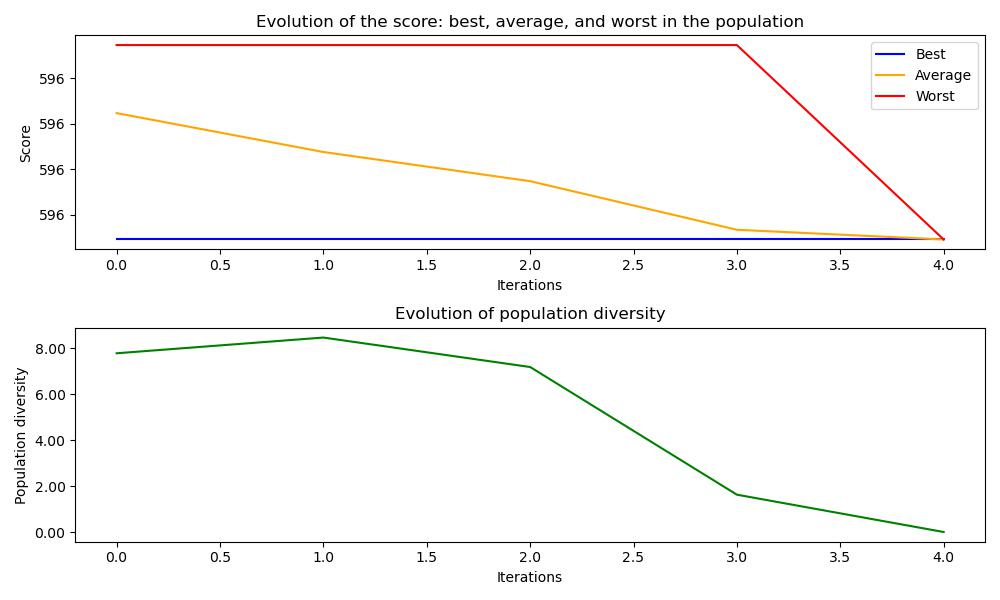 Evolution of the score: best, average, and worst in the population
Best
Average
Worst
596
596
596
596
Score
0.0 0.5 1.0 1.5 2.0 2.5 3.0 3.5 4.0
Iterations
Evolution of population diversity
8.00
6.00
4.00
2.00
0.00
Population diversity
0.0 0.5 1.0 1.5 2.0 2.5 3.0 3.5 4.0
Iterations